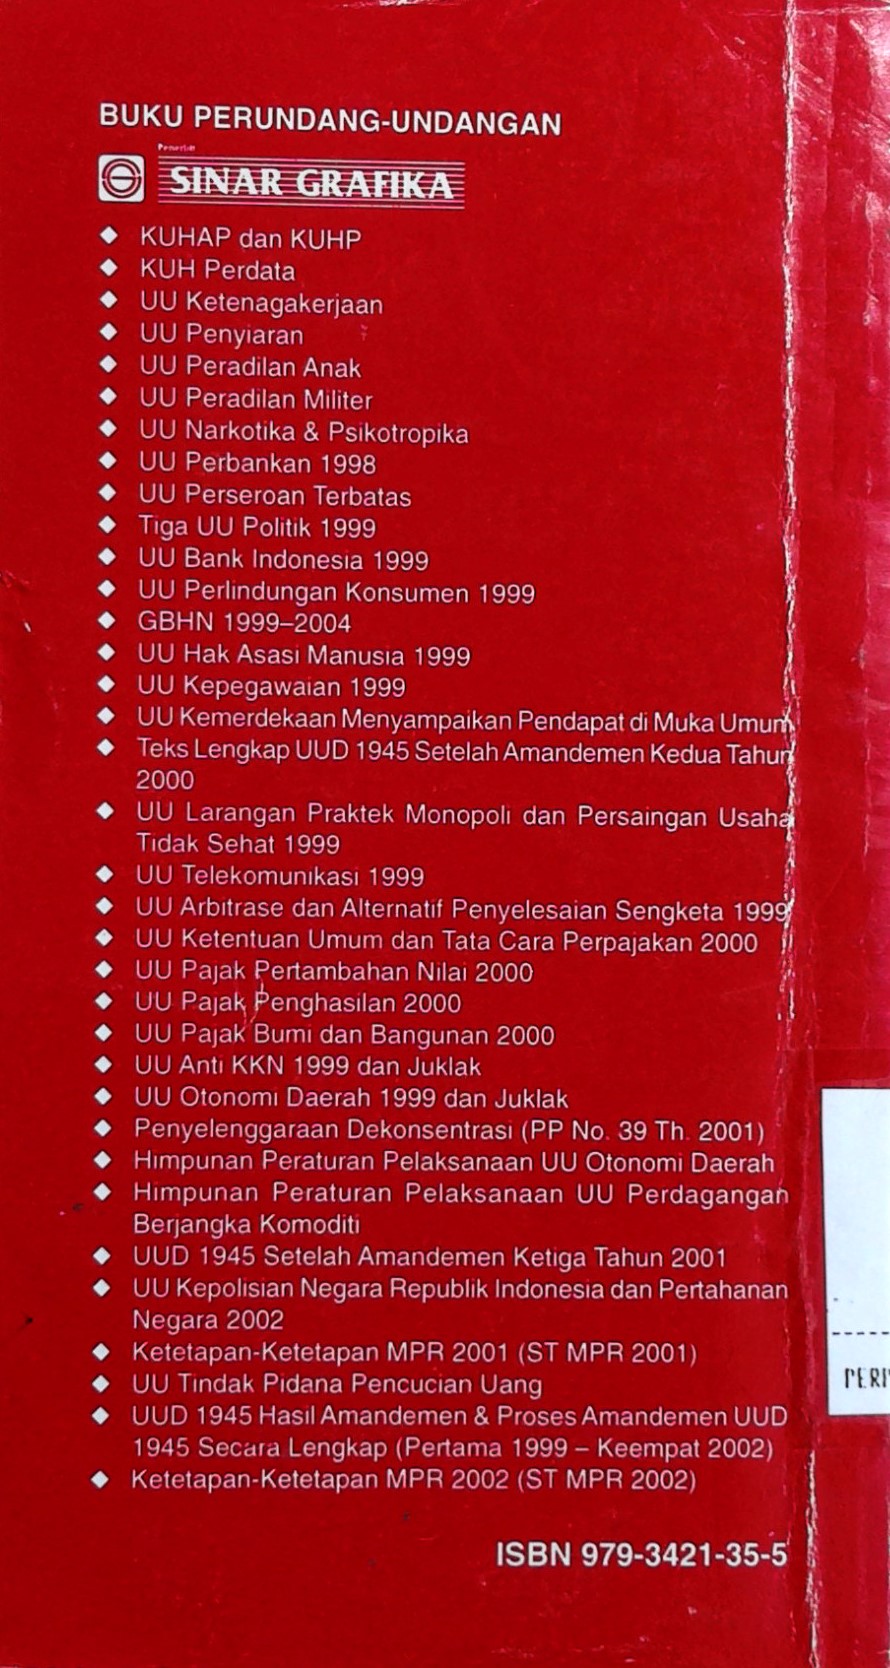 BUKU PERUNDANG-UNDANGAN
Penerbit
SINAR GRAFIKA
◆ KUHAP dan KUHP
◆ KUH Perdata
◆ UU Ketenagakerjaan
◆ UU Penyiaran
◆ UU Peradilan Anak
◆ UU Peradilan Militer
◆ UU Narkotika & Psikotropika
◆ UU Perbankan 1998
◆ UU Perseroan Terbatas
◆ Tiga UU Politik 1999
◆ UU Bank Indonesia 1999
◆ UU Perlindungan Konsumen 1999
◆ GBHN 1999–2004
◆ UU Hak Asasi Manusia 1999
◆ UU Kepegawaian 1999
◆ UU Kemerdekaan Menyampaikan Pendapat di Muka Umum
◆ Teks Lengkap UUD 1945 Setelah Amandemen Kedua Tahun
2000
◆ UU Larangan Praktek Monopoli dan Persaingan Usaha
Tidak Sehat 1999
◆ UU Telekomunikasi 1999
◆ UU Arbitrase dan Alternatif Penyelesaian Sengketa 1999
◆ UU Ketentuan Umum dan Tata Cara Perpajakan 2000
◆ UU Pajak Pertambahan Nilai 2000
◆ UU Pajak Penghasilan 2000
◆ UU Pajak Bumi dan Bangunan 2000
◆ UU Anti KKN 1999 dan Juklak
◆ UU Otonomi Daerah 1999 dan Juklak
◆ Penyelenggaraan Dekonsentrasi (PP No. 39 Th. 2001)
◆ Himpunan Peraturan Pelaksanaan UU Otonomi Daerah
◆ Himpunan Peraturan Pelaksanaan UU Perdagangan
Berjangka Komoditi
◆ UUD 1945 Setelah Amandemen Ketiga Tahun 2001
◆ UU Kepolisian Negara Republik Indonesia dan Pertahanan
Negara 2002
◆ Ketetapan-Ketetapan MPR 2001 (ST MPR 2001)
◆ UU Tindak Pidana Pencucian Uang
◆ UUD 1945 Hasil Amandemen & Proses Amandemen UUD
1945 Secara Lengkap (Pertama 1999 – Keempat 2002)
◆ Ketetapan-Ketetapan MPR 2002 (ST MPR 2002)
ISBN 979-3421-35-5